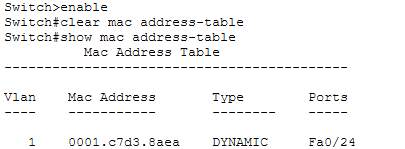 Switch>enable
Switch#clear mac address-table
Switch#show mac address-table
Mac Address Table
-------------------------------------------
Vlan Mac Address Type Ports
---- ----------- -------- -----
1 0001.c7d3.8aea DYNAMIC Fa0/24